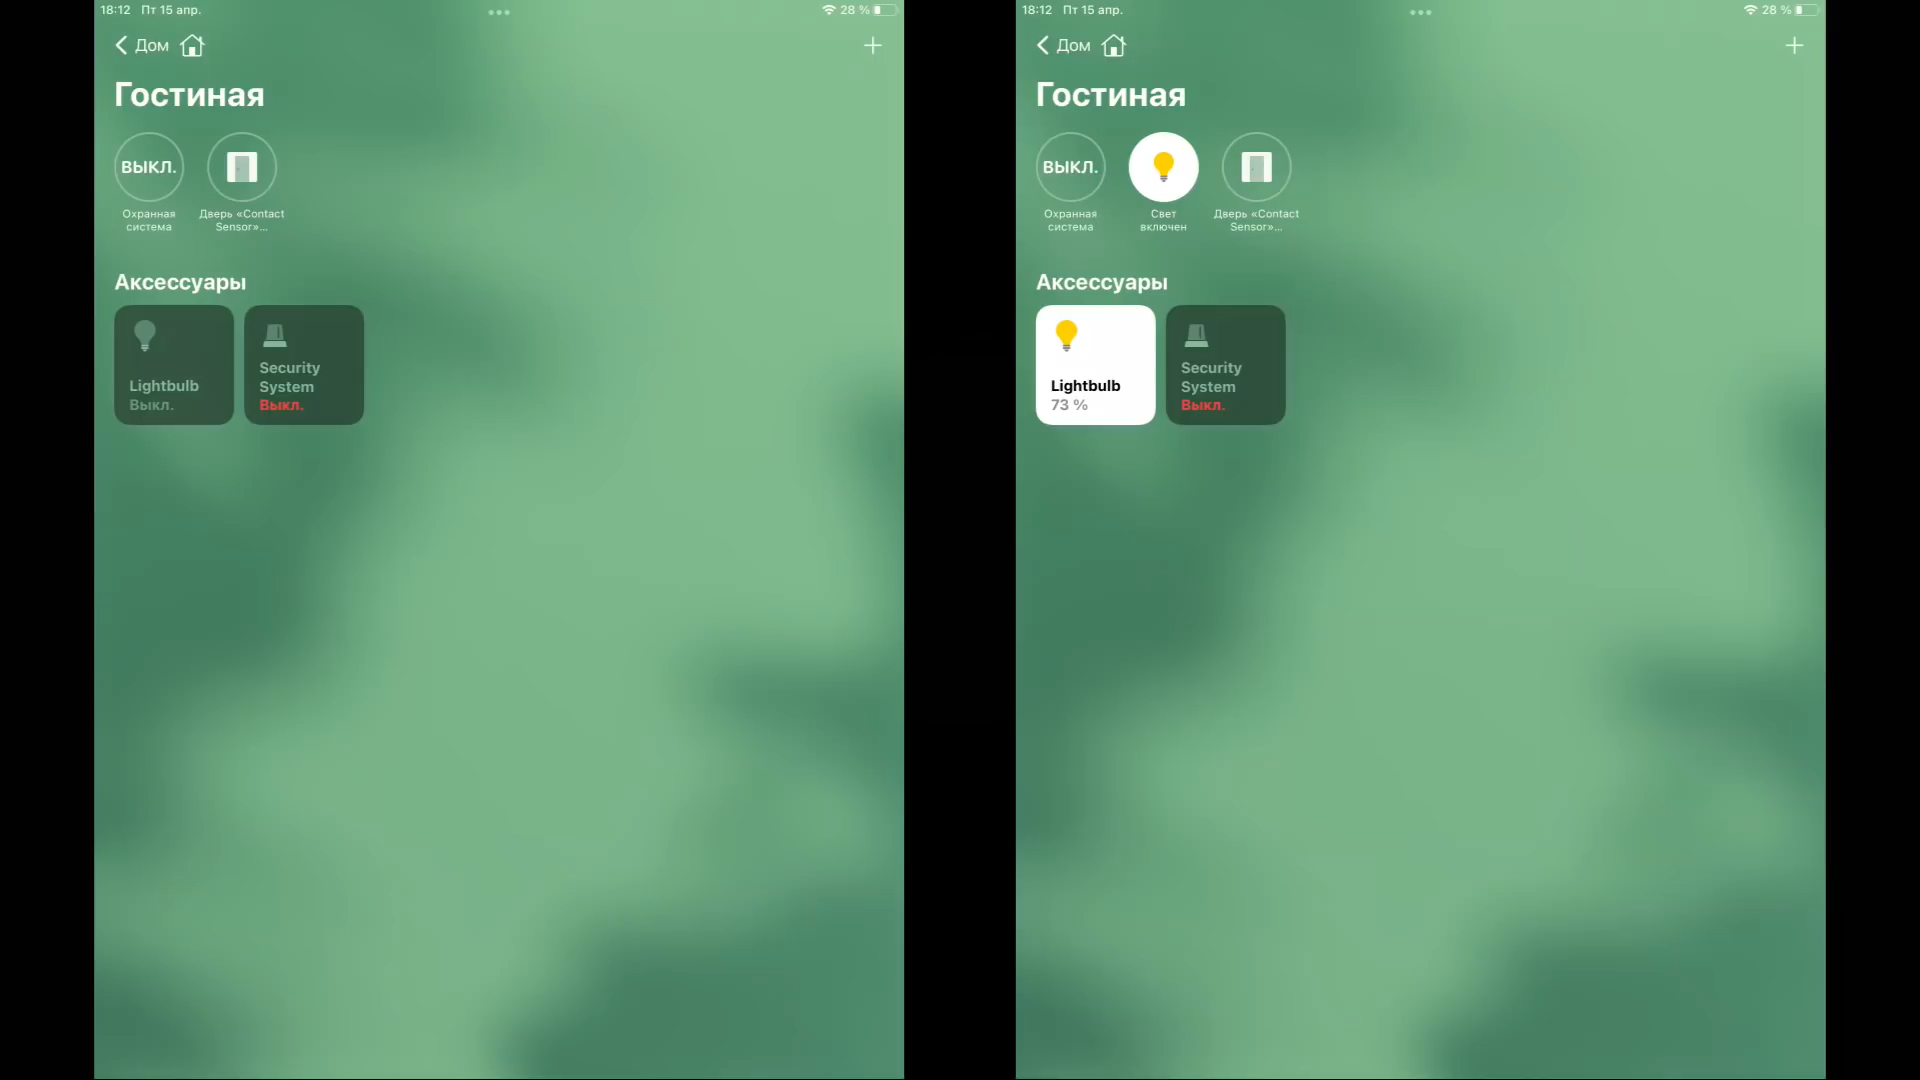 18:12 Пт 15 апр.
28 %
Дом
Гостиная
ВЫКЛ.
Охранная
система
Дверь «Contact
Sensor»...
Аксессуары
Lightbulb
Выкл.
Security
System
Выкл.
18:12 Пт 15 апр.
28 %
Дом
Гостиная
ВЫКЛ.
Охранная
система
Свет
включен
Дверь «Contact
Sensor»...
Аксессуары
Lightbulb
73 %
Security
System
Выкл.